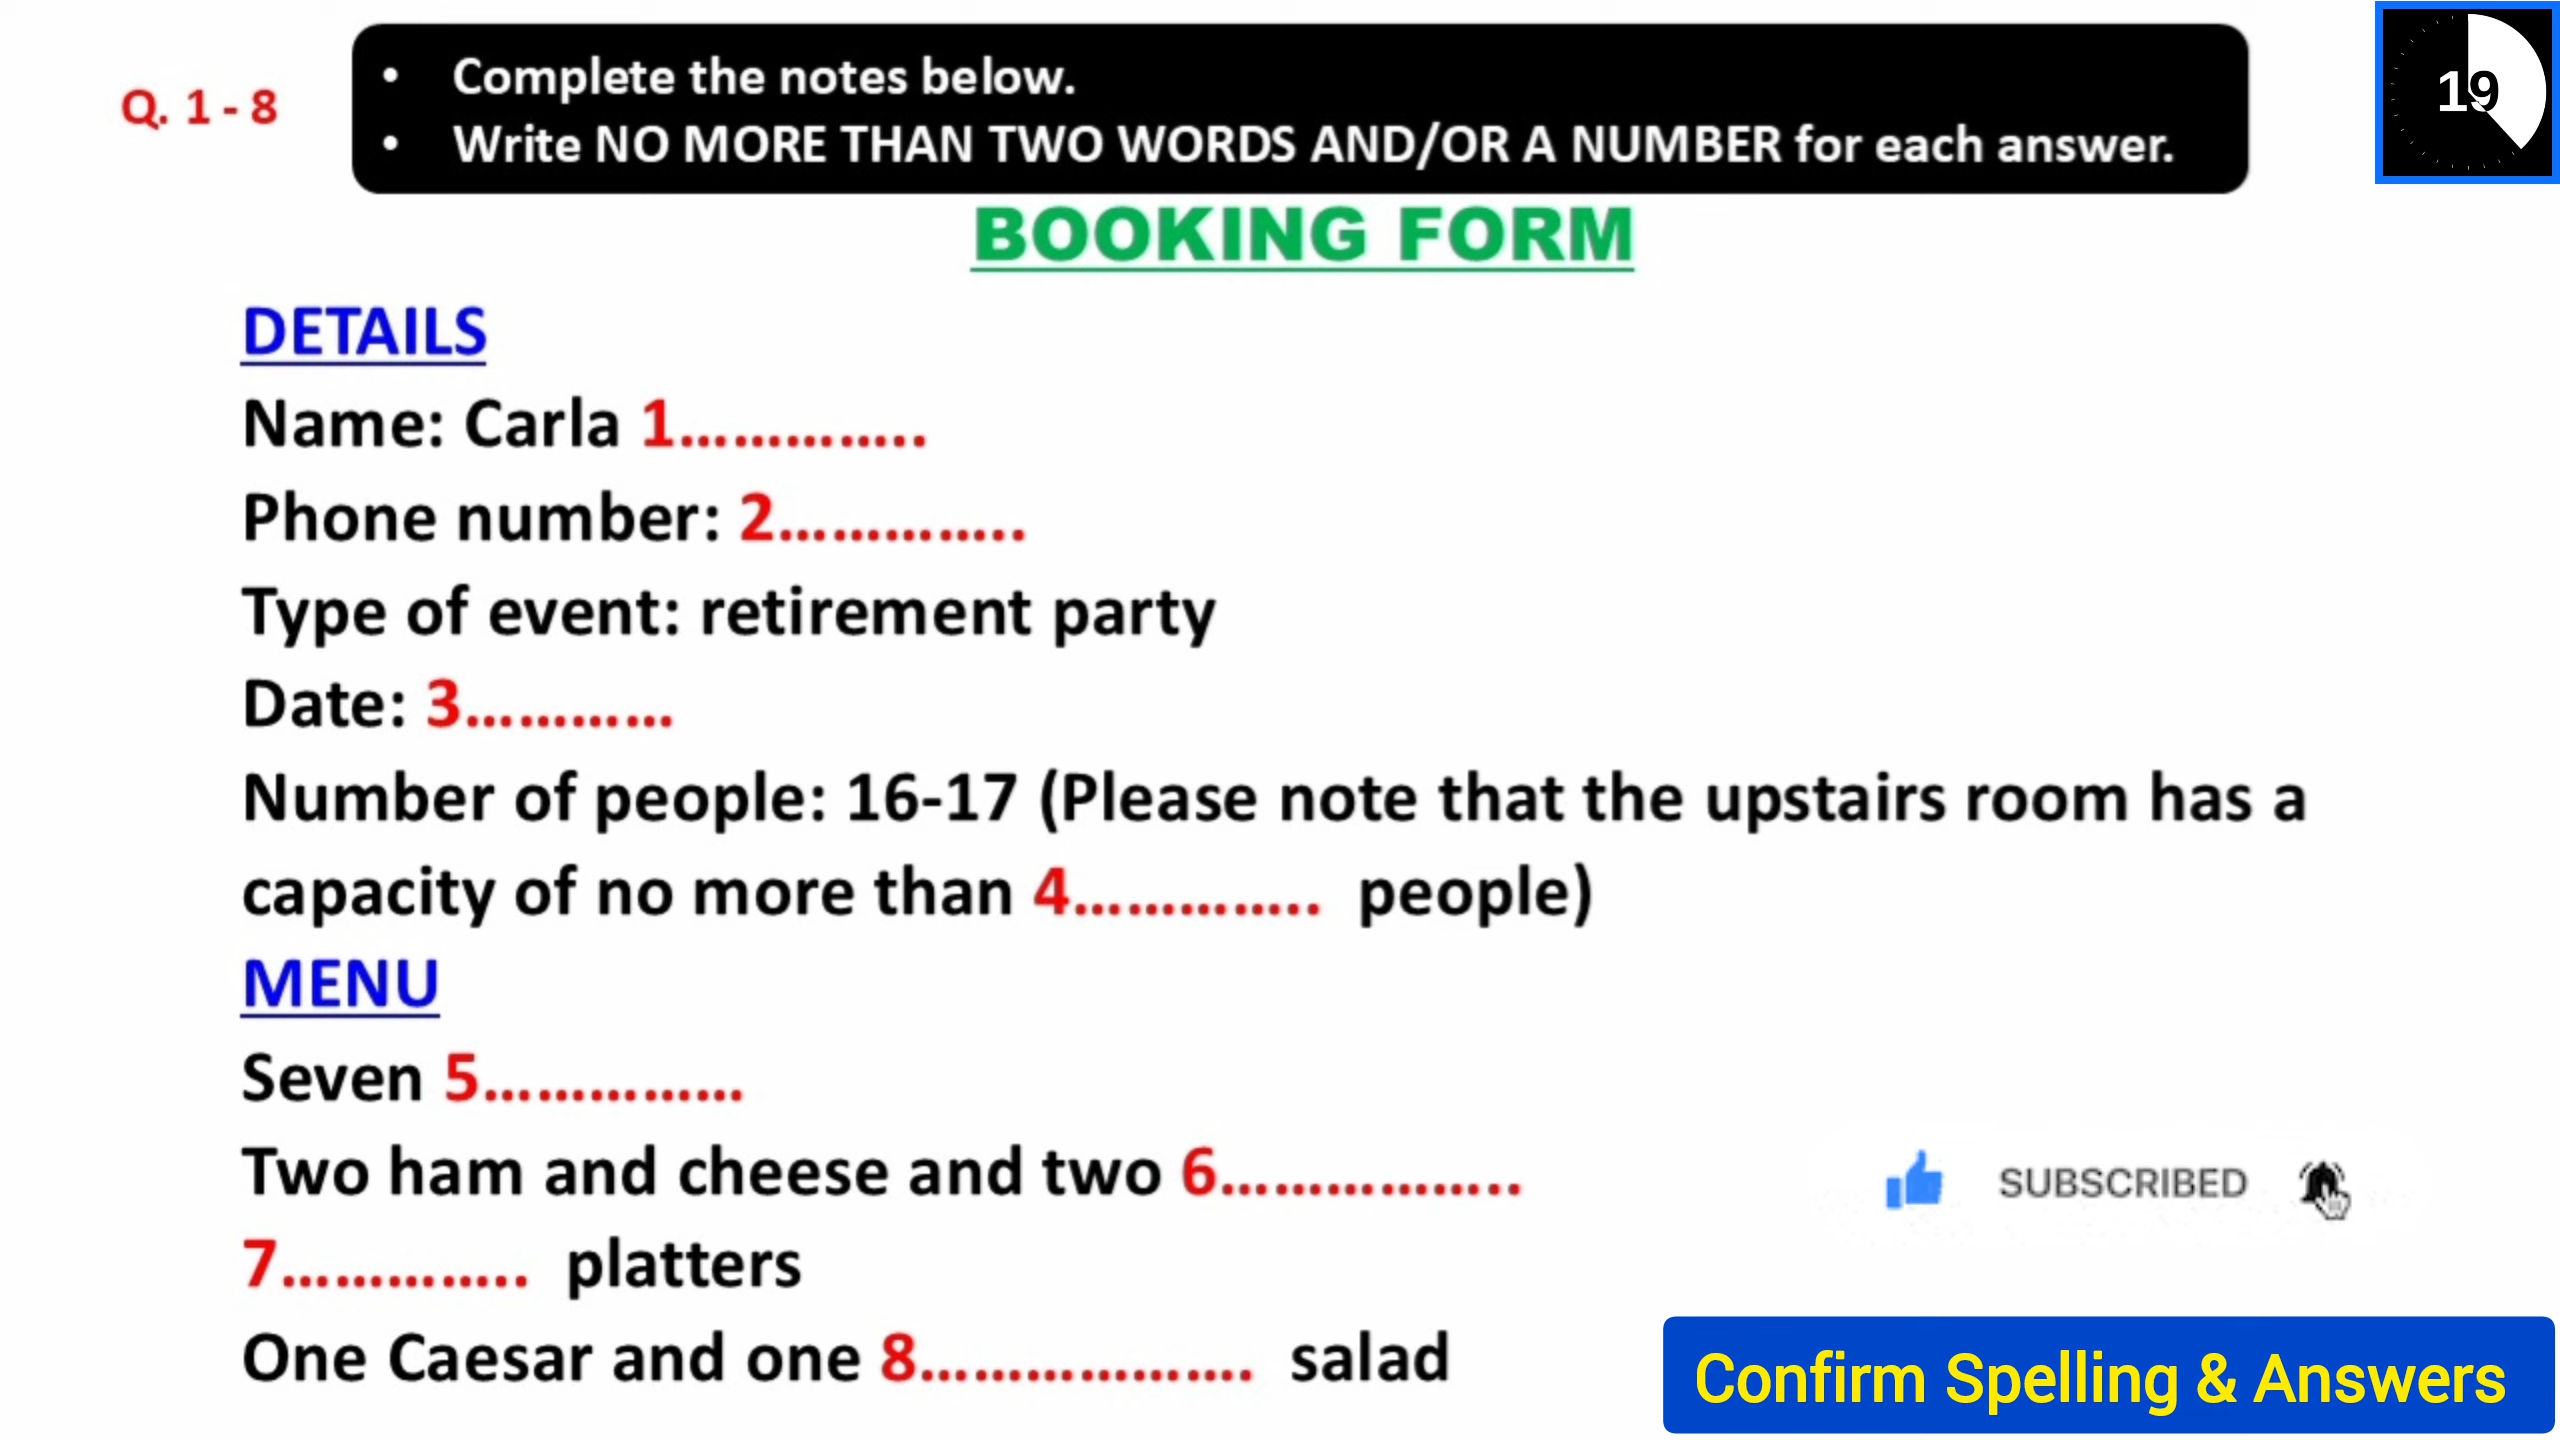 Q. 1 - 8
• Complete the notes below.
• Write NO MORE THAN TWO WORDS AND/OR A NUMBER for each answer.
19
BOOKING FORM
DETAILS
Name: Carla 1…………..
Phone number: 2…………..
Type of event: retirement party
Date: 3…………
Number of people: 16-17 (Please note that the upstairs room has a
capacity of no more than 4………….. people)
MENU
Seven 5……………
Two ham and cheese and two 6……………..
7………….. platters
One Caesar and one 8………………. salad
SUBSCRIBED
Confirm Spelling & Answers